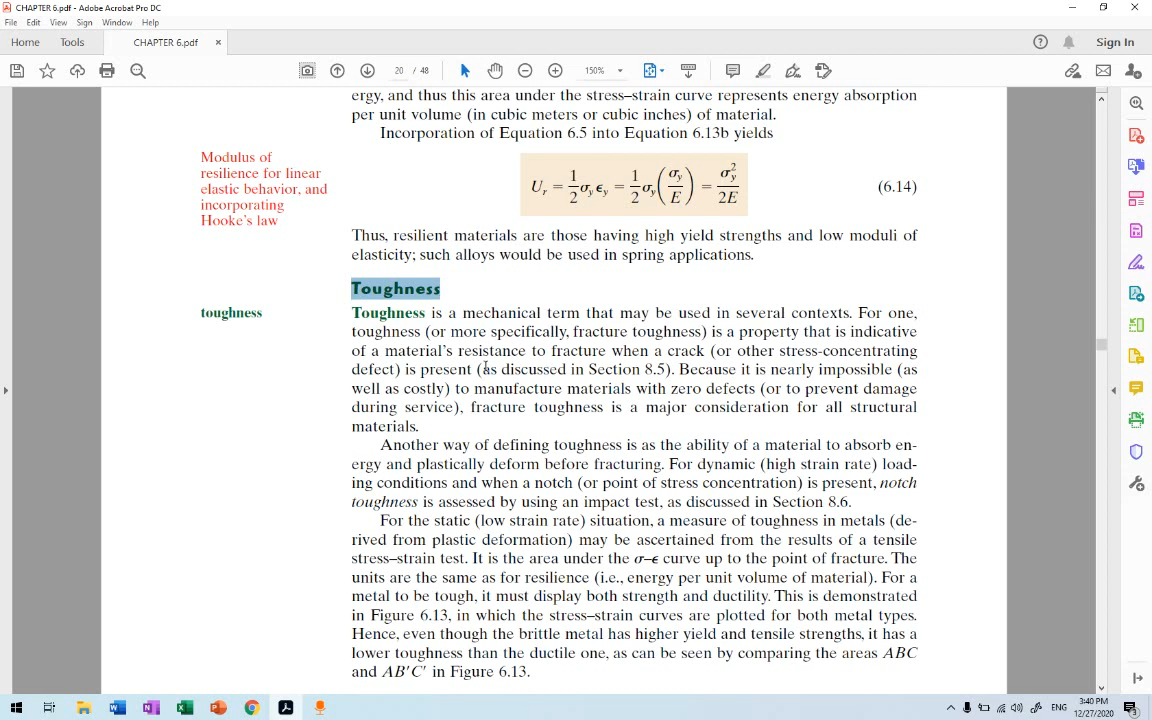 CHAPTER 6.pdf - Adobe Acrobat Pro DC
File Edit View Sign Window Help
Home Tools CHAPTER 6.pdf × Sign In
20 / 48 150%
ergy, and thus this area under the stress–strain curve represents energy absorption
per unit volume (in cubic meters or cubic inches) of material.
Incorporation of Equation 6.5 into Equation 6.13b yields
Modulus of
resilience for linear
elastic behavior, and
incorporating
Hooke's law
U_r = 1/2 σ_y ϵ_y = 1/2 σ_y (σ_y/E) = σ_y²/2E (6.14)
Thus, resilient materials are those having high yield strengths and low moduli of
elasticity; such alloys would be used in spring applications.
Toughness
toughness
Toughness is a mechanical term that may be used in several contexts. For one,
toughness (or more specifically, fracture toughness) is a property that is indicative
of a material's resistance to fracture when a crack (or other stress-concentrating
defect) is present (as discussed in Section 8.5). Because it is nearly impossible (as
well as costly) to manufacture materials with zero defects (or to prevent damage
during service), fracture toughness is a major consideration for all structural
materials.
Another way of defining toughness is as the ability of a material to absorb en-
ergy and plastically deform before fracturing. For dynamic (high strain rate) load-
ing conditions and when a notch (or point of stress concentration) is present, notch
toughness is assessed by using an impact test, as discussed in Section 8.6.
For the static (low strain rate) situation, a measure of toughness in metals (de-
rived from plastic deformation) may be ascertained from the results of a tensile
stress–strain test. It is the area under the σ–ϵ curve up to the point of fracture. The
units are the same as for resilience (i.e., energy per unit volume of material). For a
metal to be tough, it must display both strength and ductility. This is demonstrated
in Figure 6.13, in which the stress–strain curves are plotted for both metal types.
Hence, even though the brittle metal has higher yield and tensile strengths, it has a
lower toughness than the ductile one, as can be seen by comparing the areas ABC
and AB′C′ in Figure 6.13.
ENG 3:40 PM
12/27/2020